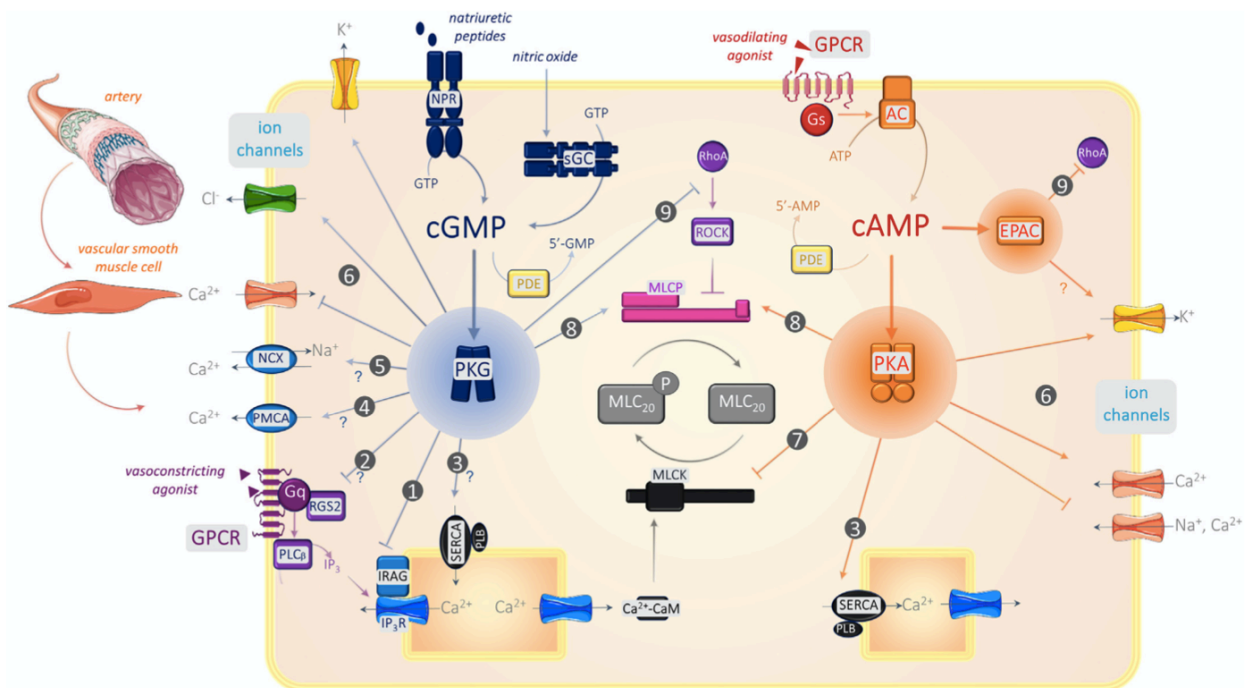 natriuretic
peptides
nitric oxide
vasodilating
agonist
GPCR
K⁺
artery
ion
channels
NPR
GTP
sGC
GTP
Gs
AC
ATP
RhoA
RhoA
Cl⁻
cGMP
5′-GMP
PDE
9
ROCK
5′-AMP
PDE
cAMP
EPAC
9
?
vascular smooth
muscle cell
Ca²⁺
6
MLCP
8
8
K⁺
NCX
Na⁺
Ca²⁺
5
?
PKG
PKA
P
MLC₂₀
MLC₂₀
6
ion
channels
Ca²⁺
PMCA
4
?
7
vasoconstricting
agonist
2
?
3
?
1
Gq
RGS2
MLCK
Ca²⁺
GPCR
PLCβ
IP₃
SERCA
PLB
3
Na⁺, Ca²⁺
IRAG
IP₃R
Ca²⁺
Ca²⁺
Ca²⁺-CaM
SERCA
PLB
Ca²⁺